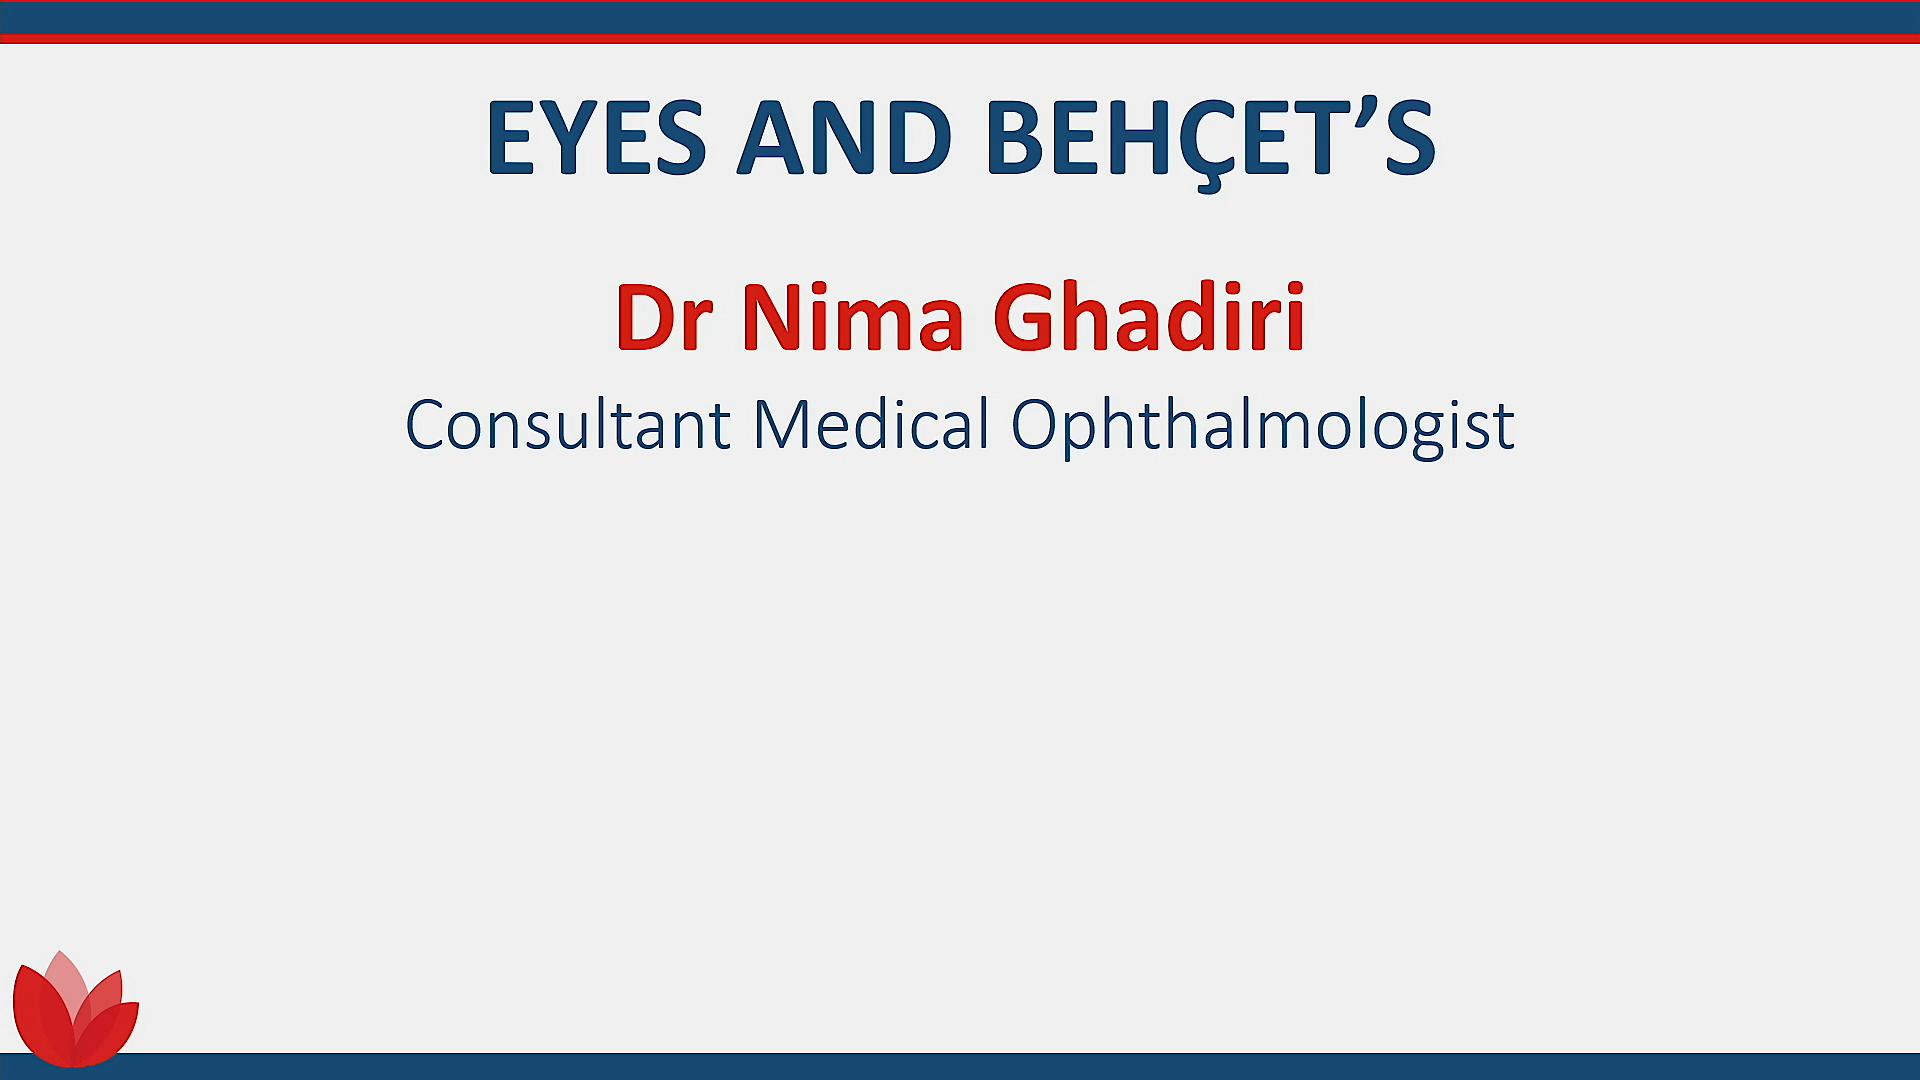 EYES AND BEHÇET’S
Dr Nima Ghadiri
Consultant Medical Ophthalmologist